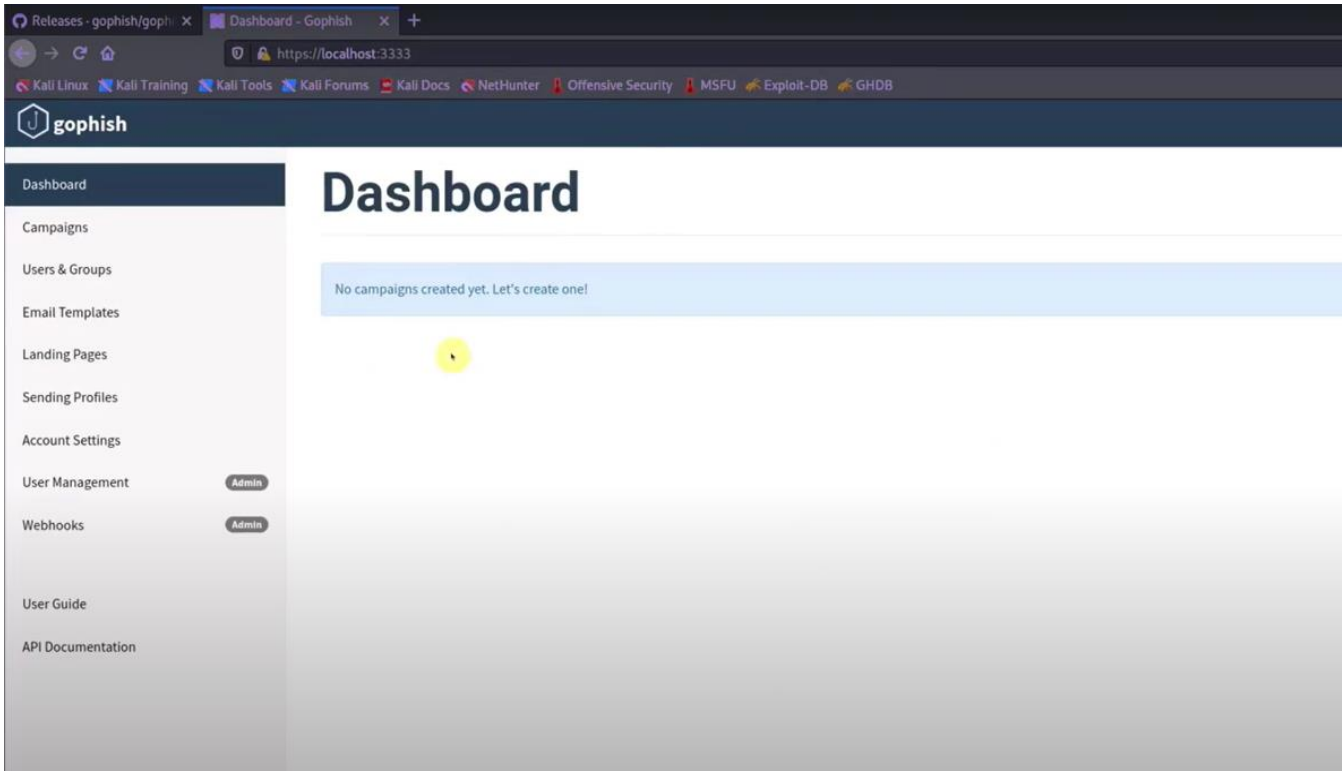 Releases · gophish/goph
Dashboard - Gophish
https://localhost:3333
Kali Linux Kali Training Kali Tools Kali Forums Kali Docs NetHunter Offensive Security MSFU Exploit-DB GHDB
gophish
Dashboard
Dashboard
Campaigns
Users & Groups
No campaigns created yet. Let's create one!
Email Templates
Landing Pages
Sending Profiles
Account Settings
User Management Admin
Webhooks Admin
User Guide
API Documentation